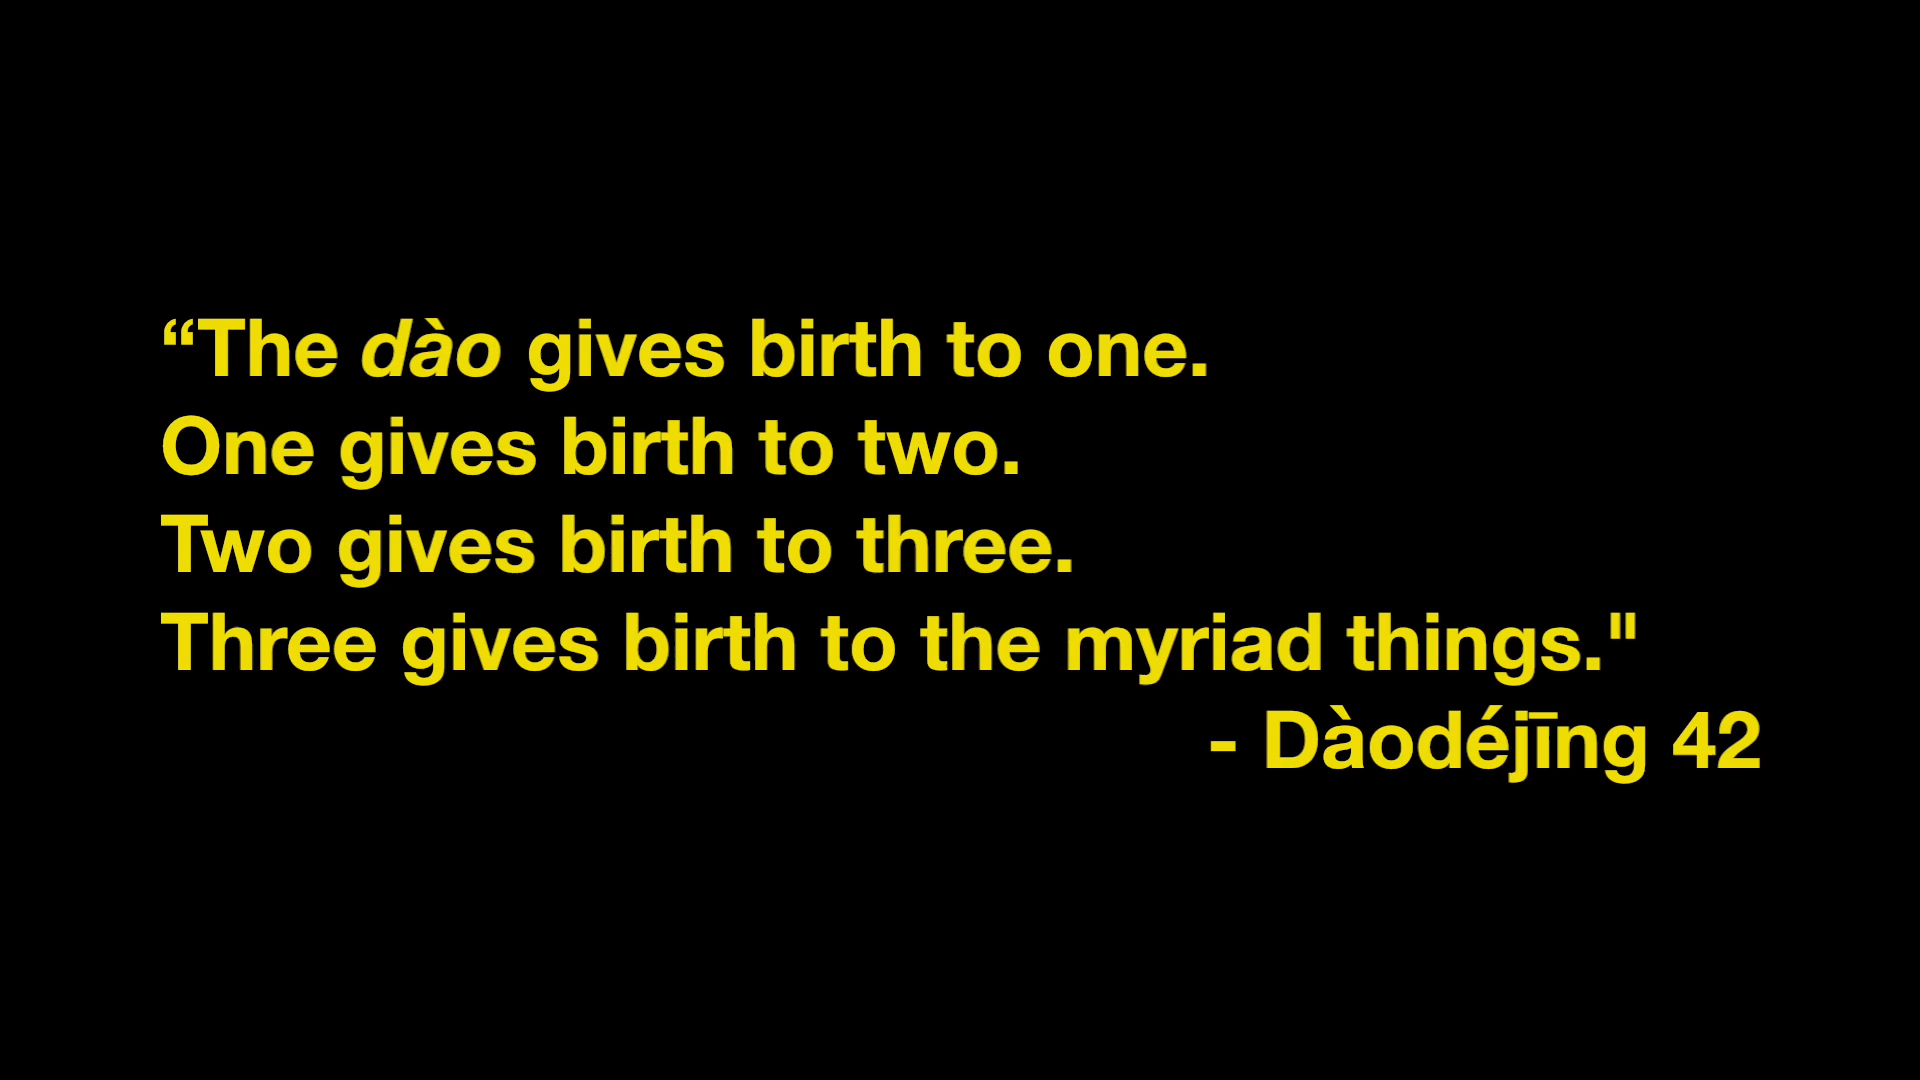 “The dào gives birth to one.
One gives birth to two.
Two gives birth to three.
Three gives birth to the myriad things."
- Dàodéjīng 42